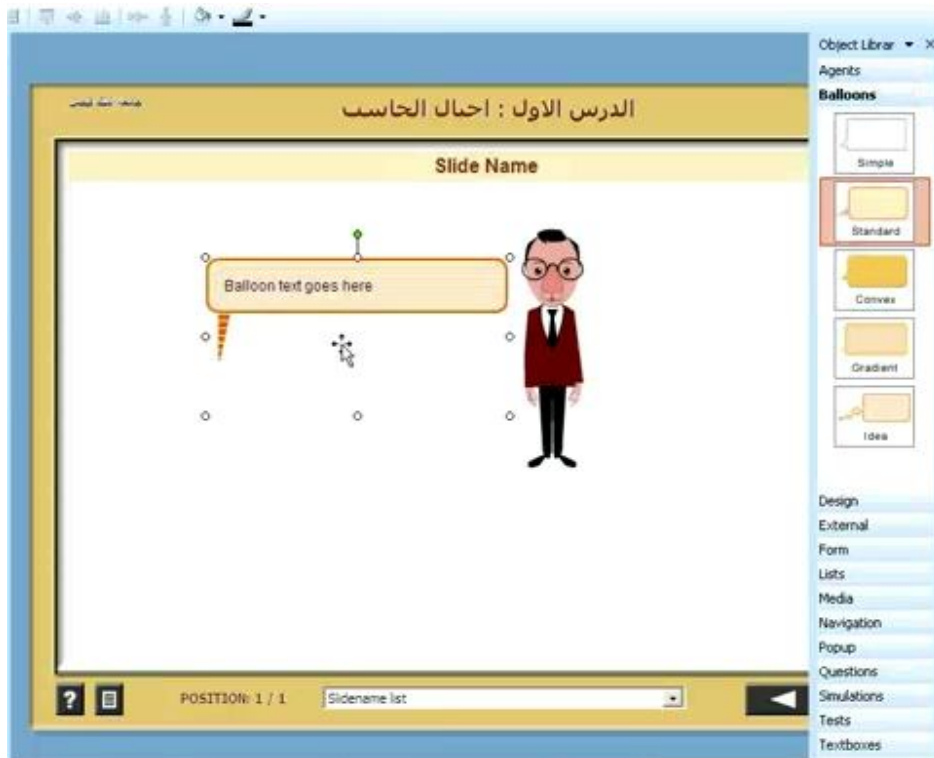 Object Librar
Agents
Balloons
الدرس الاول : احيال الحاسب
Slide Name
Simple
Standard
Balloon text goes here
Convex
Gradient
Idea
Design
External
Form
Lists
Media
Navigation
Popup
Questions
Simulations
Tests
Textboxes
?
POSITION: 1 / 1
Slidename list